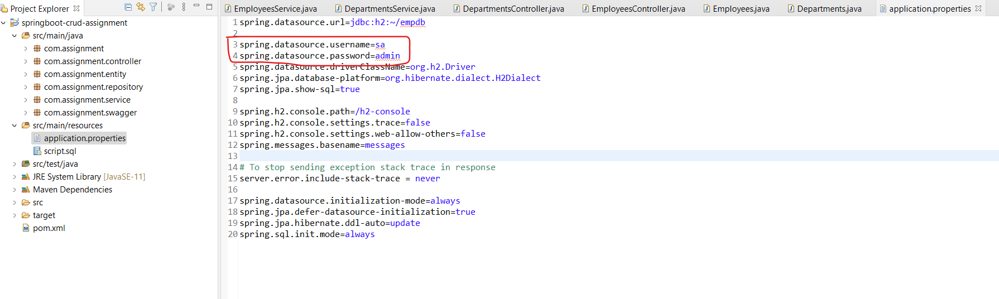 Project Explorer
springboot-crud-assignment
src/main/java
com.assignment
com.assignment.controller
com.assignment.entity
com.assignment.repository
com.assignment.service
com.assignment.swagger
src/main/resources
application.properties
script.sql
src/test/java
JRE System Library [JavaSE-11]
Maven Dependencies
src
target
pom.xml
EmployeesService.java DepartmentsService.java DepartmentsController.java EmployeesController.java Employees.java Departments.java application.properties
1 spring.datasource.url=jdbc:h2:~/empdb
2
3 spring.datasource.username=sa
4 spring.datasource.password=admin
5 spring.datasource.driverClassName=org.h2.Driver
6 spring.jpa.database-platform=org.hibernate.dialect.H2Dialect
7 spring.jpa.show-sql=true
8
9 spring.h2.console.path=/h2-console
10 spring.h2.console.settings.trace=false
11 spring.h2.console.settings.web-allow-others=false
12 spring.messages.basename=messages
13
14 # To stop sending exception stack trace in response
15 server.error.include-stack-trace = never
16
17 spring.datasource.initialization-mode=always
18 spring.jpa.defer-datasource-initialization=true
19 spring.jpa.hibernate.ddl-auto=update
20 spring.sql.init.mode=always